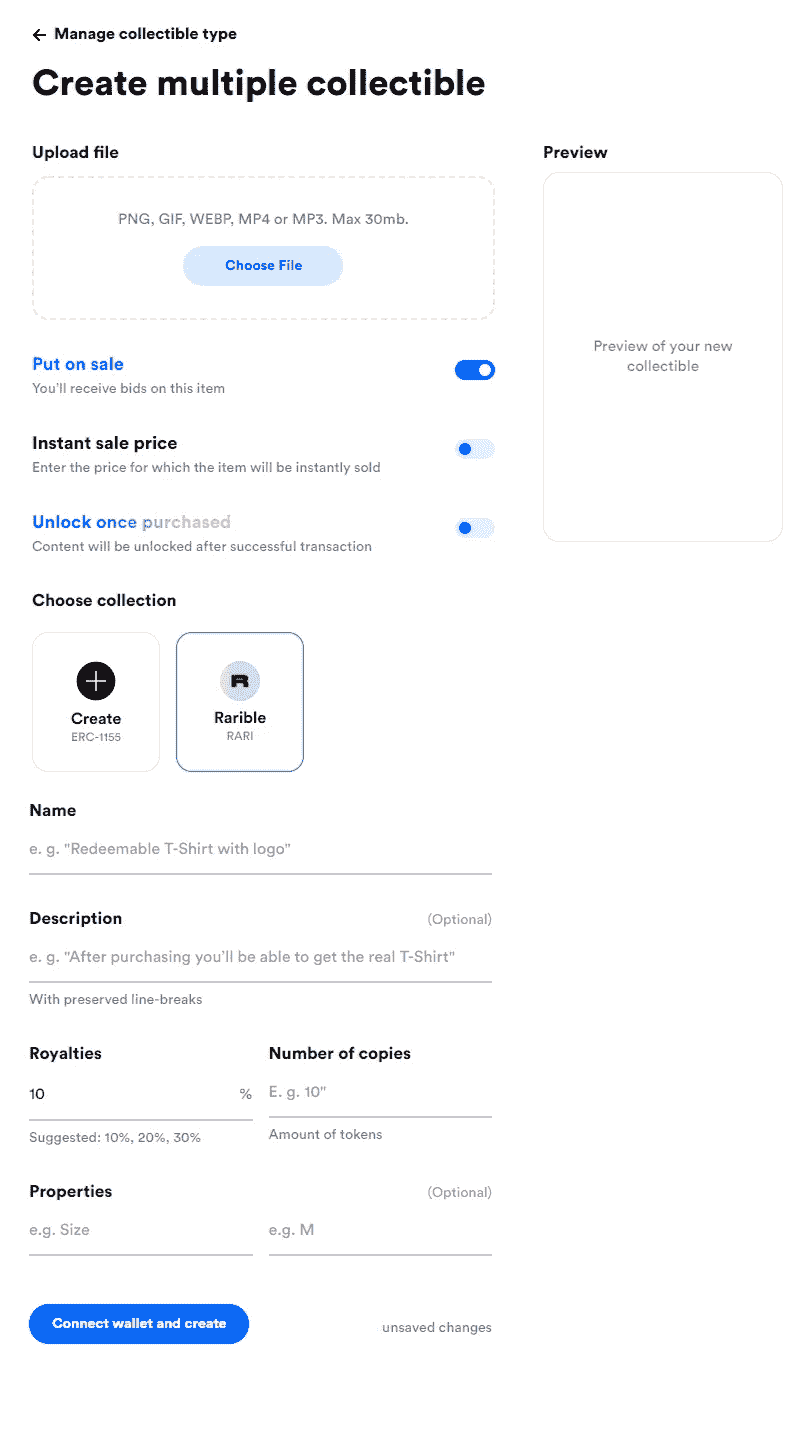 Manage collectible type
Create multiple collectible
Upload file
PNG, GIF, WEBP, MP4 or MP3. Max 30mb.
Choose File
Preview
Preview of your new
collectible
Put on sale
You'll receive bids on this item
Instant sale price
Enter the price for which the item will be instantly sold
Unlock once purchased
Content will be unlocked after successful transaction
Choose collection
Create
ERC-1155
R
Rarible
RARI
Name
e. g. "Redeemable T-Shirt with logo"
Description (Optional)
e. g. "After purchasing you'll be able to get the real T-Shirt"
With preserved line-breaks
Royalties
10 %
Suggested: 10%, 20%, 30%
Number of copies
E. g. 10"
Amount of tokens
Properties (Optional)
e.g. Size
e.g. M
Connect wallet and create
unsaved changes